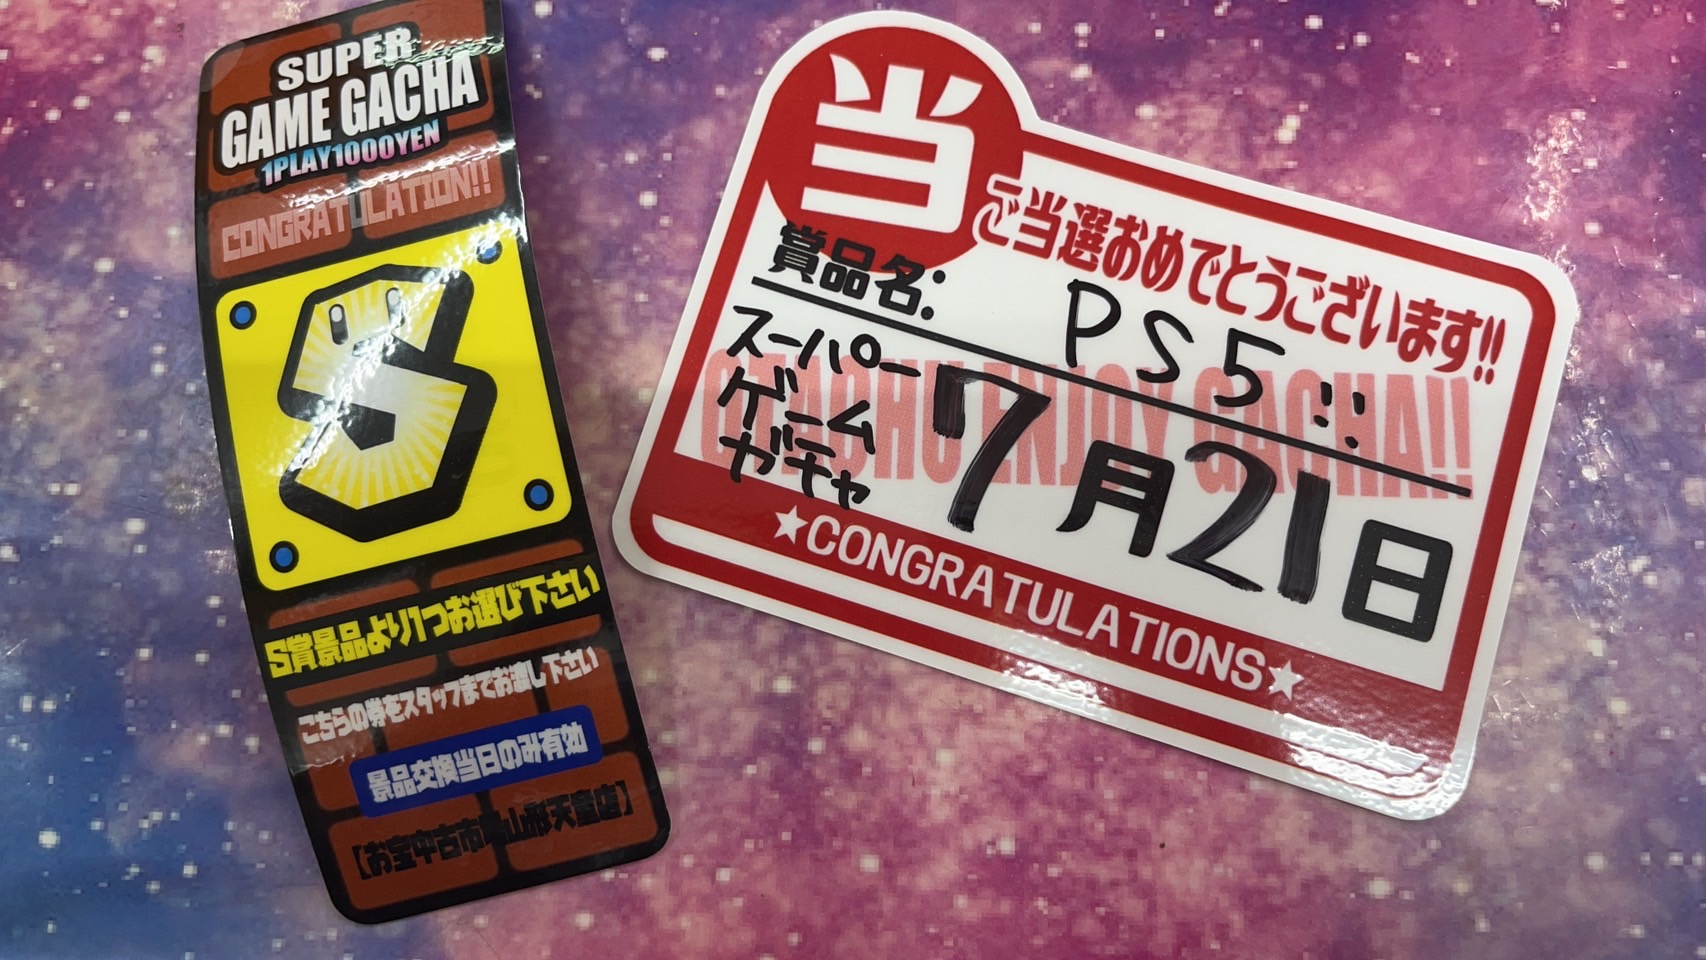 SUPER
GAME GACHA
1PLAY1000YEN
CONGRATULATION!!
S
S賞景品より1つお選び下さい
こちらの券をスタッフまでお渡し下さい
景品交換当日のみ有効
【お宝中古市場山形天童店】
当
ご当選おめでとうございます!!
賞品名: PS5!!
スーパー
ゲーム
ガチャ
7月21日
ENJOY GACHA!!
★CONGRATULATIONS★